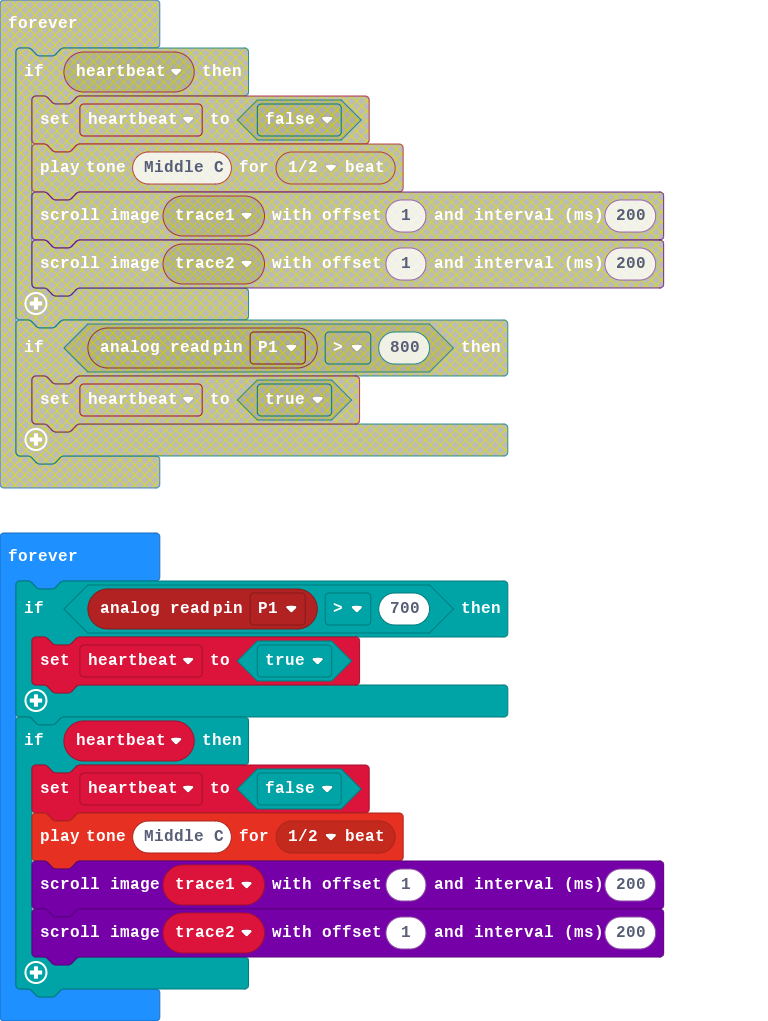 forever
if heartbeat then
set heartbeat to false
play tone Middle C for 1/2 beat
scroll image trace1 with offset 1 and interval (ms) 200
scroll image trace2 with offset 1 and interval (ms) 200
if analog read pin P1 > 800 then
set heartbeat to true
forever
if analog read pin P1 > 700 then
set heartbeat to true
if heartbeat then
set heartbeat to false
play tone Middle C for 1/2 beat
scroll image trace1 with offset 1 and interval (ms) 200
scroll image trace2 with offset 1 and interval (ms) 200